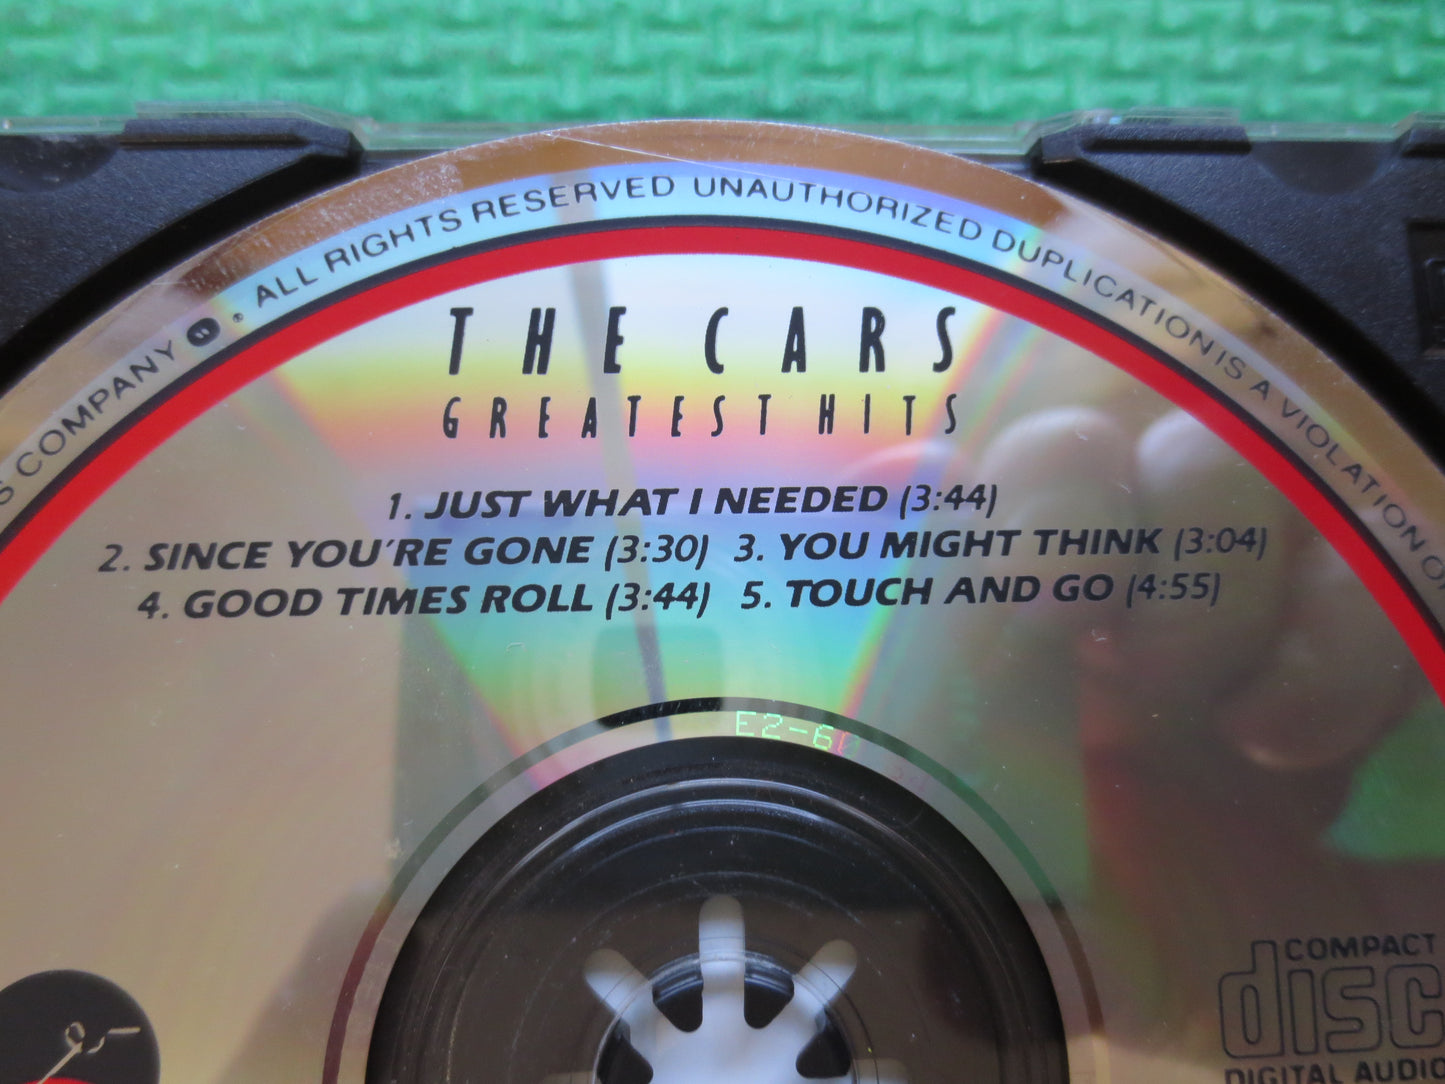 S COMPANY . ALL RIGHTS RESERVED UNAUTHORIZED DUPLICATION IS A VIOLATION OF
THE CARS
GREATEST HITS
1. JUST WHAT I NEEDED (3:44)
2. SINCE YOU'RE GONE (3:30) 3. YOU MIGHT THINK (3:04)
4. GOOD TIMES ROLL (3:44) 5. TOUCH AND GO (4:55)
E2-60
COMPACT
disc
DIGITAL AUDIO